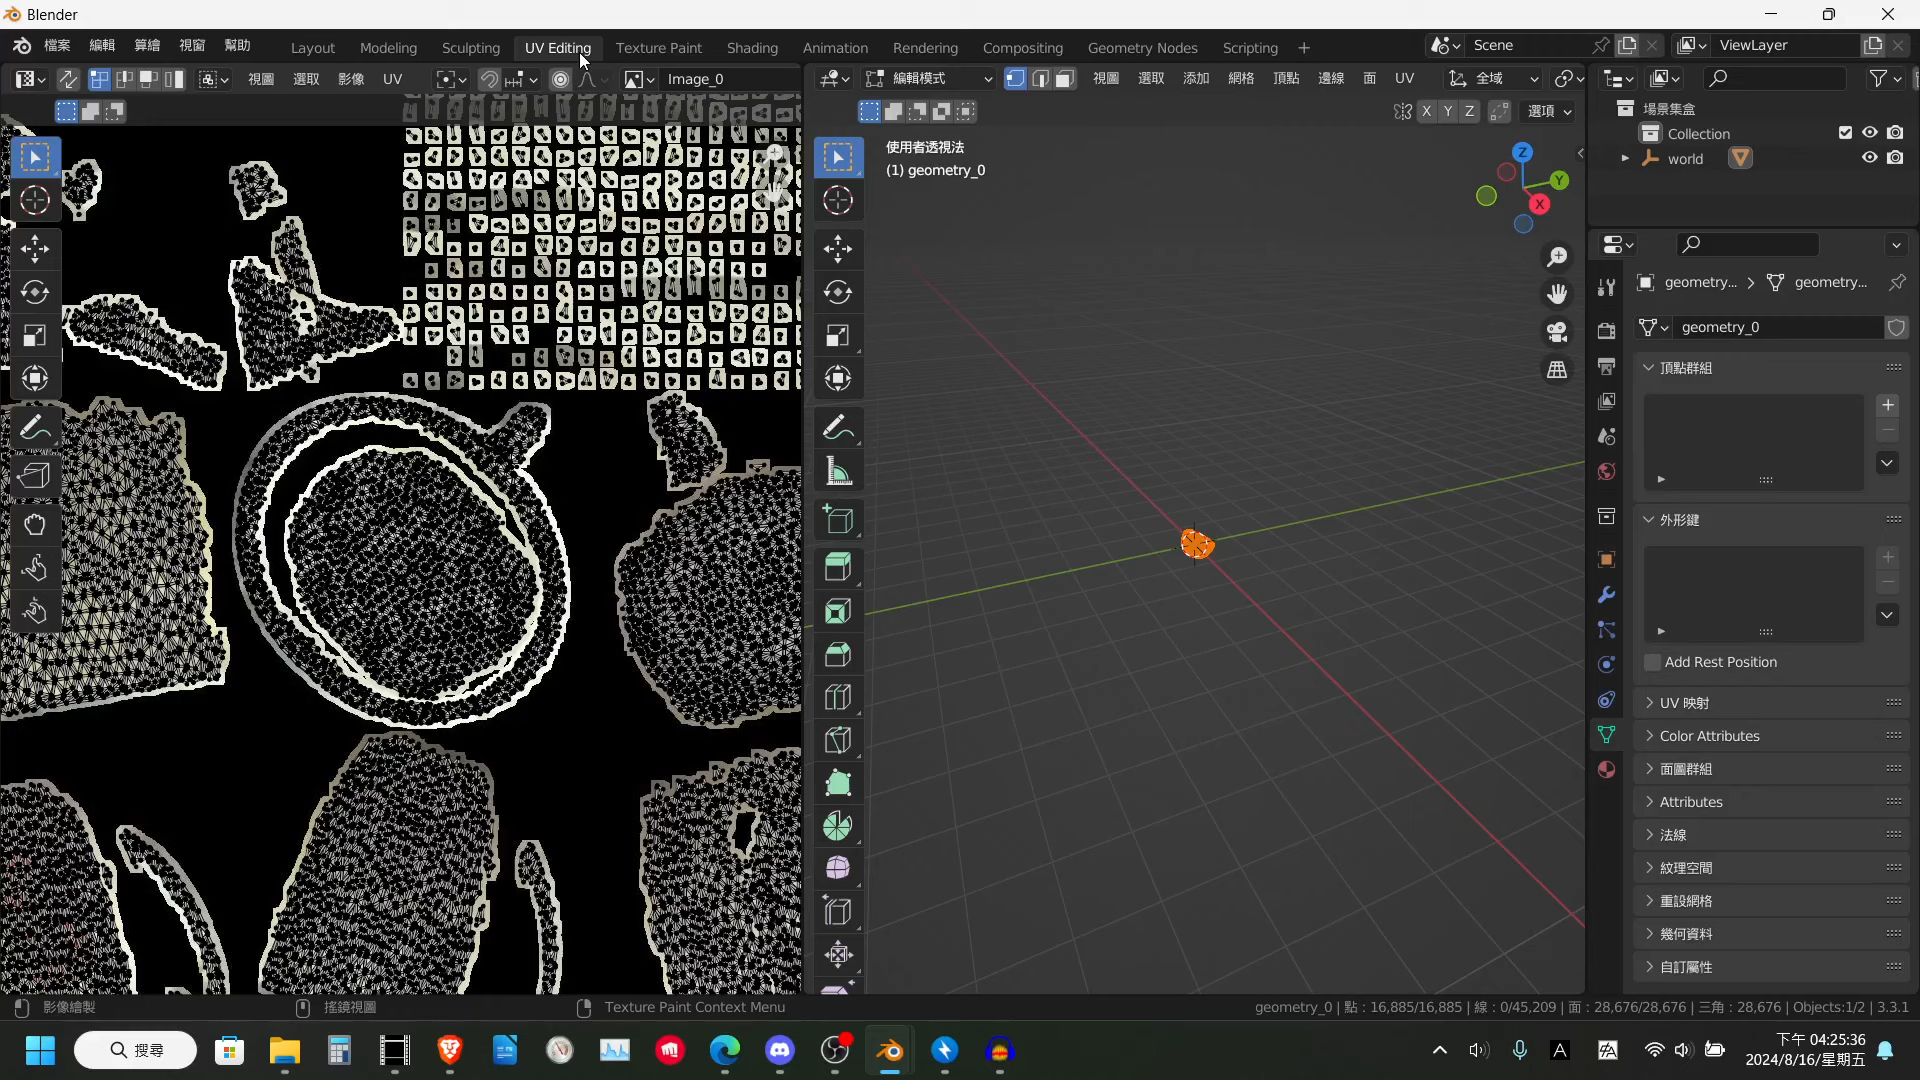 Blender
檔案 編輯 算繪 視窗 幫助 Layout Modeling Sculpting UV Editing Texture Paint Shading Animation Rendering Compositing Geometry Nodes Scripting + Scene ViewLayer
視圖 選取 影像 UV Image_0 編輯模式 視圖 選取 添加 網格 頂點 邊線 面 UV 全域
X Y Z 選項
使用者透視法
(1) geometry_0
Z
Y
X
場景集盒
Collection
world
geometry... > geometry...
geometry_0
頂點群組
外形鍵
Add Rest Position
UV 映射
Color Attributes
面圖群組
Attributes
法線
紋理空間
重設網格
幾何資料
自訂屬性
影像繪製 搖鏡視圖 Texture Paint Context Menu geometry_0 | 點 : 16,885/16,885 | 線 : 0/45,209 | 面 : 28,676/28,676 | 三角 : 28,676 | Objects:1/2 | 3.3.1
搜尋 A 下午 04:25:36
2024/8/16/星期五